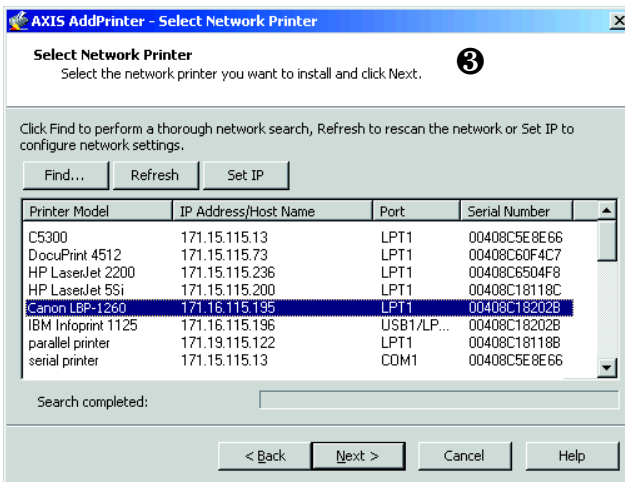 AXIS AddPrinter - Select Network Printer
Select Network Printer
Select the network printer you want to install and click Next.
❸
Click Find to perform a thorough network search, Refresh to rescan the network or Set IP to
configure network settings.
Find... Refresh Set IP
Printer Model IP Address/Host Name Port Serial Number
C5300 171.15.115.13 LPT1 00408C5E8E66
DocuPrint 4512 171.15.115.73 LPT1 00408C60F4C7
HP LaserJet 2200 171.15.115.236 LPT1 00408C6504F8
HP LaserJet 5Si 171.15.115.200 LPT1 00408C18118C
Canon LBP-1260 171.16.115.195 LPT1 00408C18202B
IBM Infoprint 1125 171.16.115.196 USB1/LP... 00408C18202B
parallel printer 171.19.115.122 LPT1 00408C18118B
serial printer 171.15.115.13 COM1 00408C5E8E66
Search completed:
< Back Next > Cancel Help